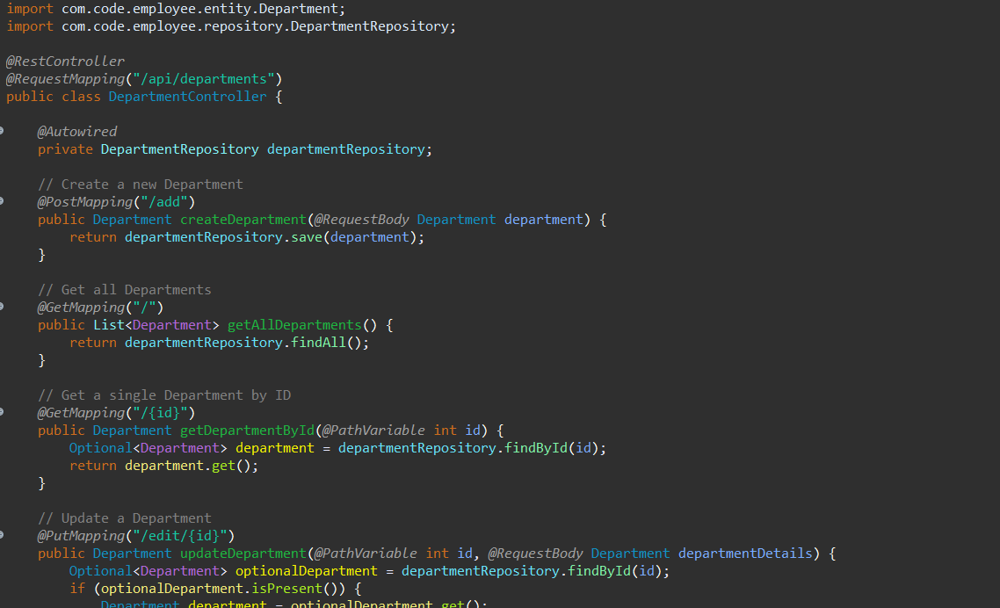 import com.code.employee.entity.Department;
import com.code.employee.repository.DepartmentRepository;
@RestController
@RequestMapping("/api/departments")
public class DepartmentController {
@Autowired
private DepartmentRepository departmentRepository;
// Create a new Department
@PostMapping("/add")
public Department createDepartment(@RequestBody Department department) {
return departmentRepository.save(department);
}
// Get all Departments
@GetMapping("/")
public List<Department> getAllDepartments() {
return departmentRepository.findAll();
}
// Get a single Department by ID
@GetMapping("/{id}")
public Department getDepartmentById(@PathVariable int id) {
Optional<Department> department = departmentRepository.findById(id);
return department.get();
}
// Update a Department
@PutMapping("/edit/{id}")
public Department updateDepartment(@PathVariable int id, @RequestBody Department departmentDetails) {
Optional<Department> optionalDepartment = departmentRepository.findById(id);
if (optionalDepartment.isPresent()) {
Department department = optionalDepartment.get();